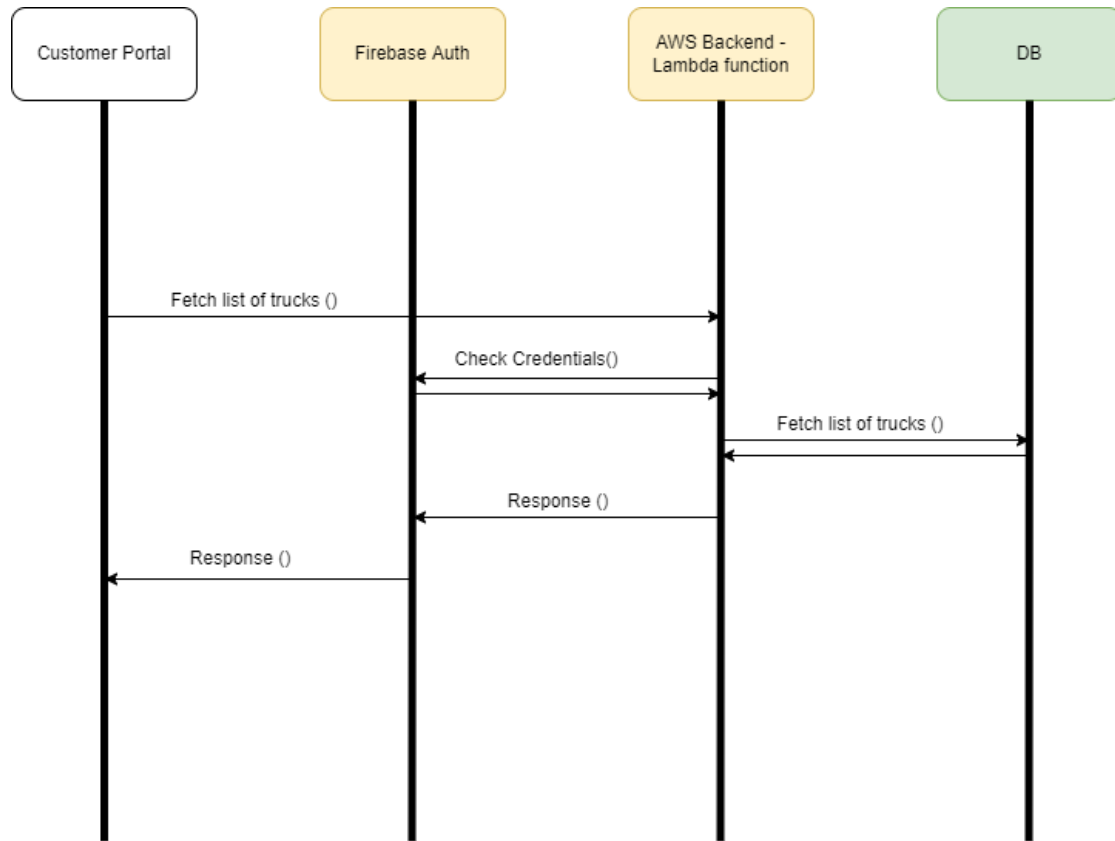 Customer Portal
Firebase Auth
AWS Backend -
Lambda function
DB
Fetch list of trucks ()
Check Credentials()
Fetch list of trucks ()
Response ()
Response ()